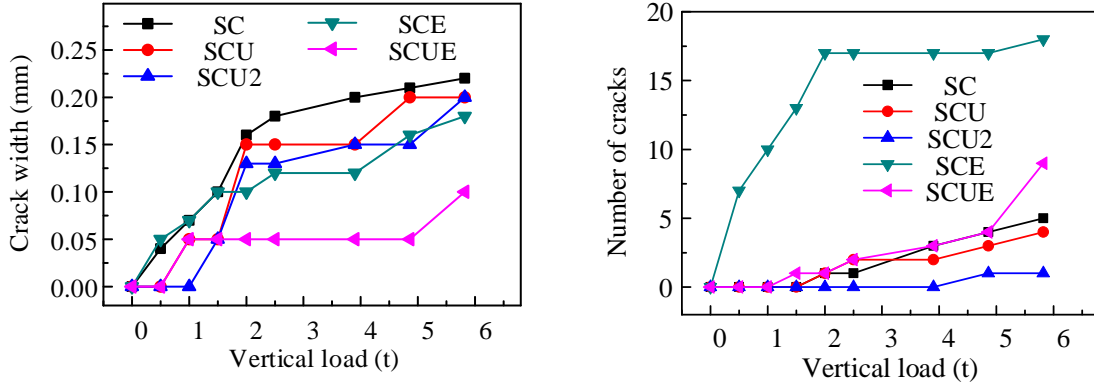 SC
SCE
SCU
SCUE
SCU2
0.25
0.20
0.15
0.10
0.05
0.00
Crack width (mm)
0 1 2 3 4 5 6
Vertical load (t)
20
15
10
5
0
Number of cracks
SC
SCU
SCU2
SCE
SCUE
0 1 2 3 4 5 6
Vertical load (t)